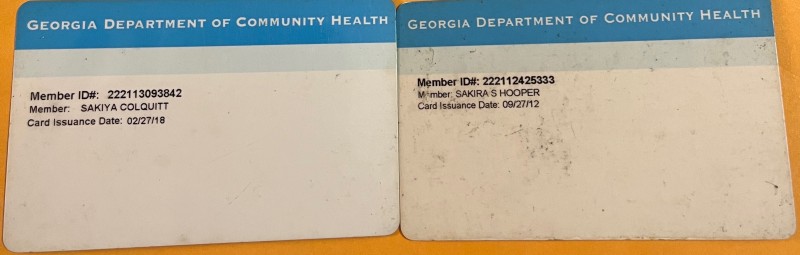 GEORGIA DEPARTMENT OF COMMUNITY HEALTH
Member ID#: 222113093842
Member: SAKIYA COLQUITT
Card Issuance Date: 02/27/18
GEORGIA DEPARTMENT OF COMMUNITY HEALTH
Member ID#: 222112425333
Member: SAKIRA S HOOPER
Card Issuance Date: 09/27/12